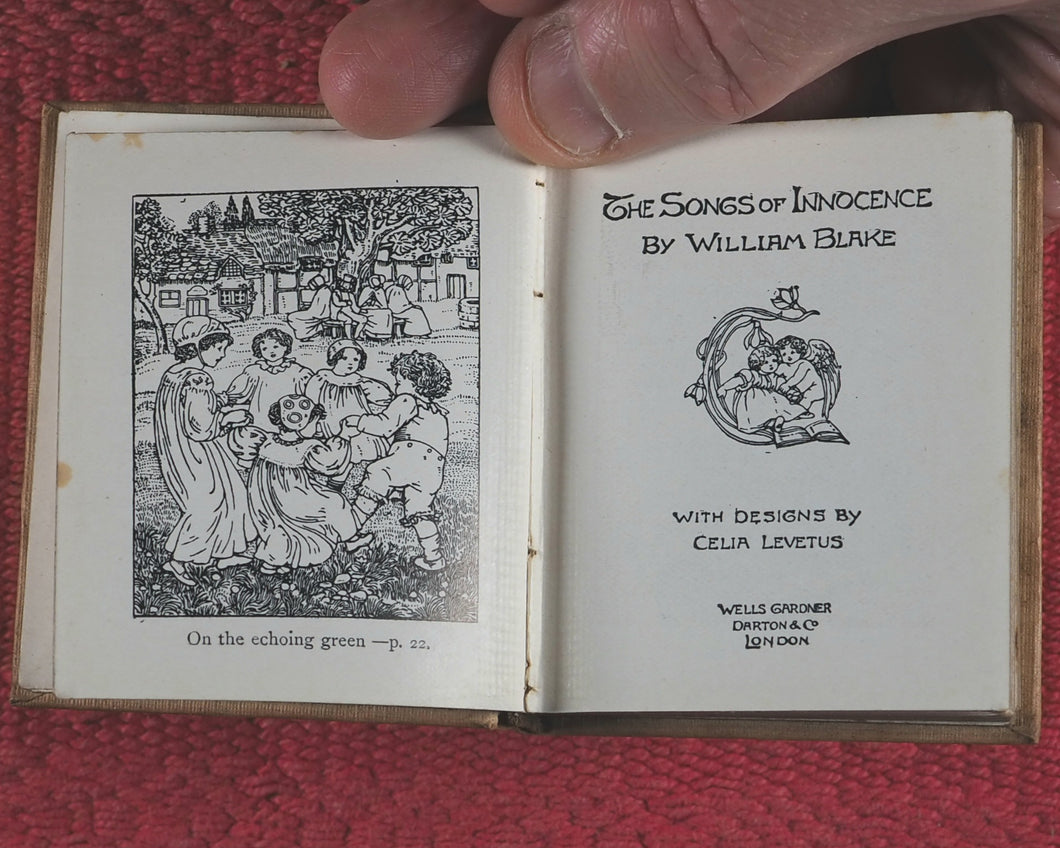 On the echoing green —p. 22.
THE SONGS OF INNOCENCE
BY WILLIAM BLAKE
WITH DESIGNS BY
CELIA LEVETUS
WELLS GARDNER
DARTON & Co
LONDON